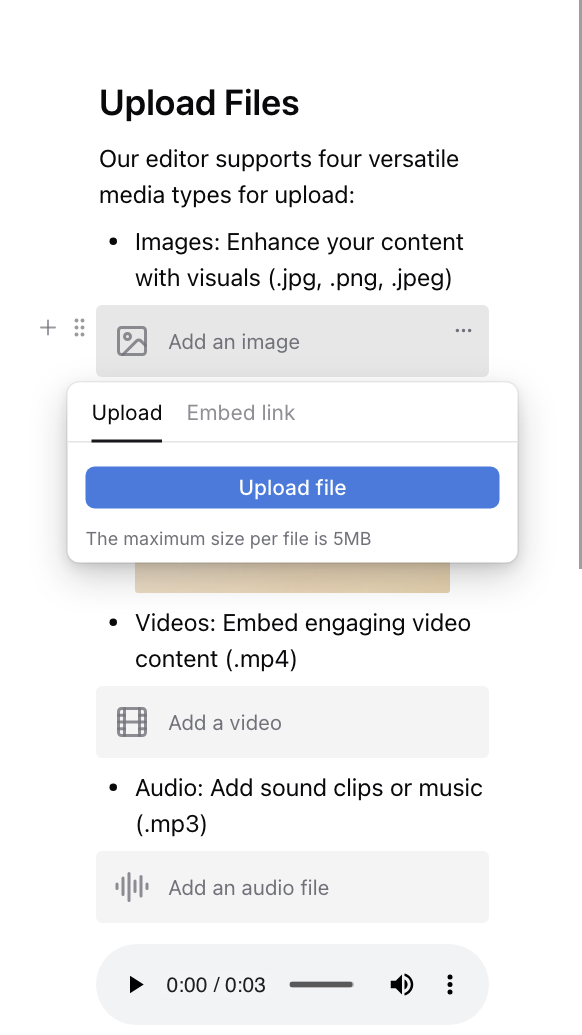 Upload Files
Our editor supports four versatile
media types for upload:
• Images: Enhance your content
with visuals (.jpg, .png, .jpeg)
Add an image
Upload Embed link
Upload file
The maximum size per file is 5MB
• Videos: Embed engaging video
content (.mp4)
Add a video
• Audio: Add sound clips or music
(.mp3)
Add an audio file
0:00 / 0:03